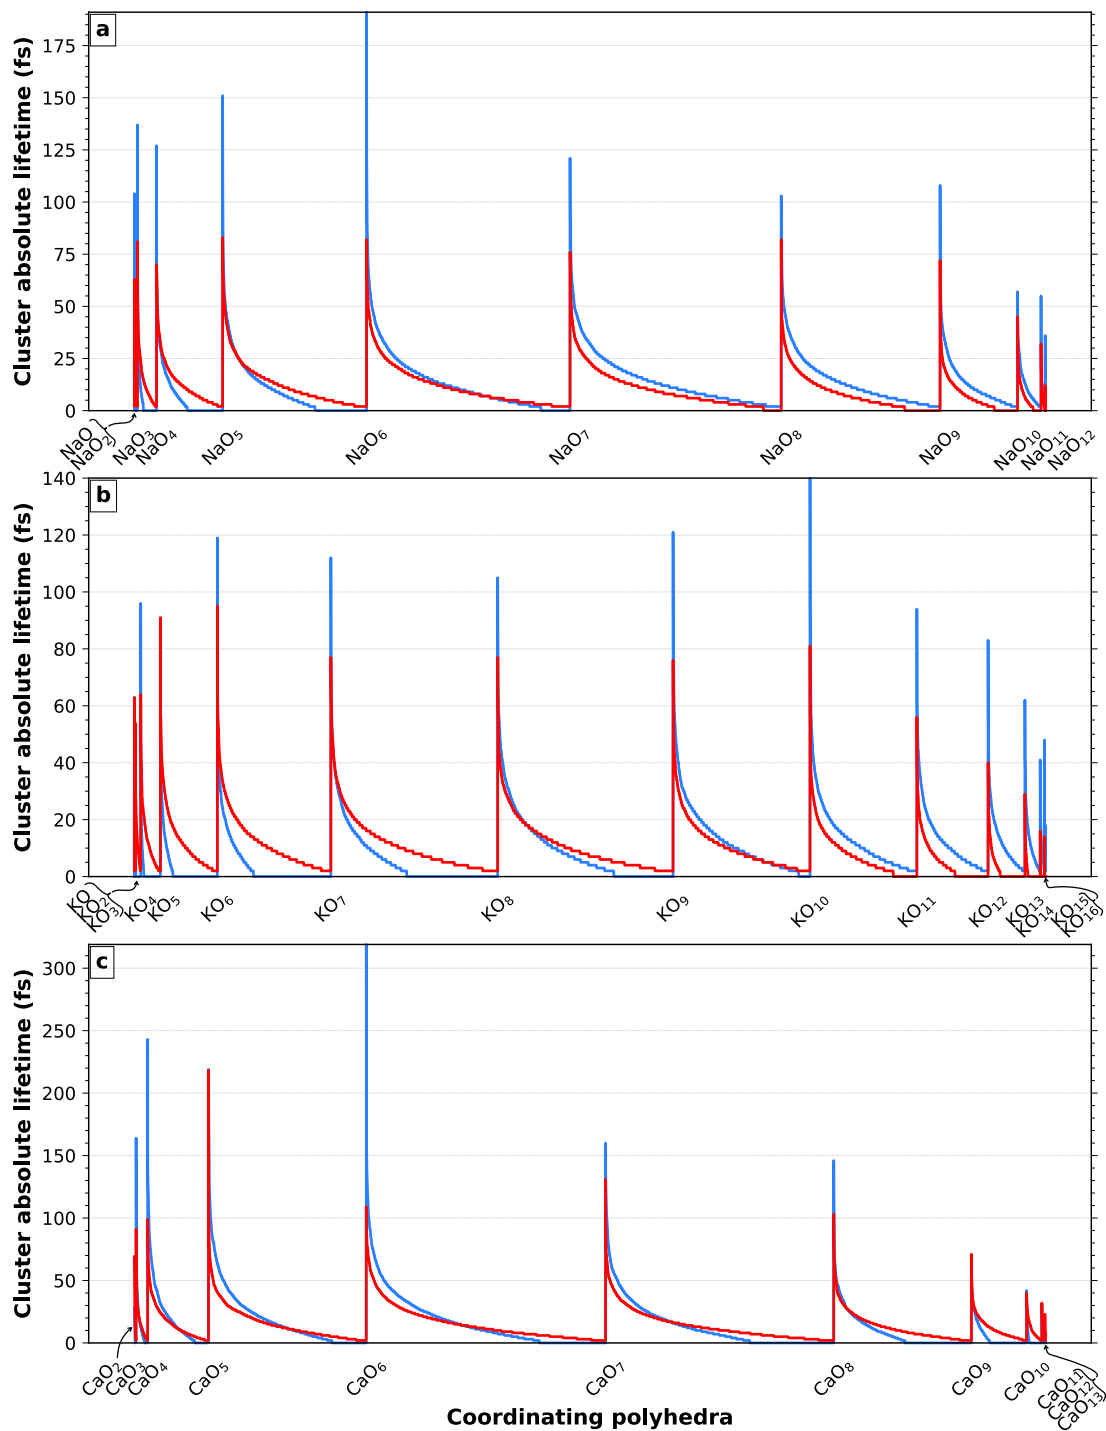 a
Cluster absolute lifetime (fs)
175
150
125
100
75
50
25
0
NaO
NaO₂
NaO₃
NaO₄
NaO₅
NaO₆
NaO₇
NaO₈
NaO₉
NaO₁₀
NaO₁₁
NaO₁₂
b
Cluster absolute lifetime (fs)
140
120
100
80
60
40
20
0
KO
KO₂
KO₃
KO₄
KO₅
KO₆
KO₇
KO₈
KO₉
KO₁₀
KO₁₁
KO₁₂
KO₁₃
KO₁₄
KO₁₅
KO₁₆
c
Cluster absolute lifetime (fs)
300
250
200
150
100
50
0
CaO₂
CaO₃
CaO₄
CaO₅
CaO₆
CaO₇
CaO₈
CaO₉
CaO₁₀
CaO₁₁
CaO₁₂
CaO₁₃
Coordinating polyhedra